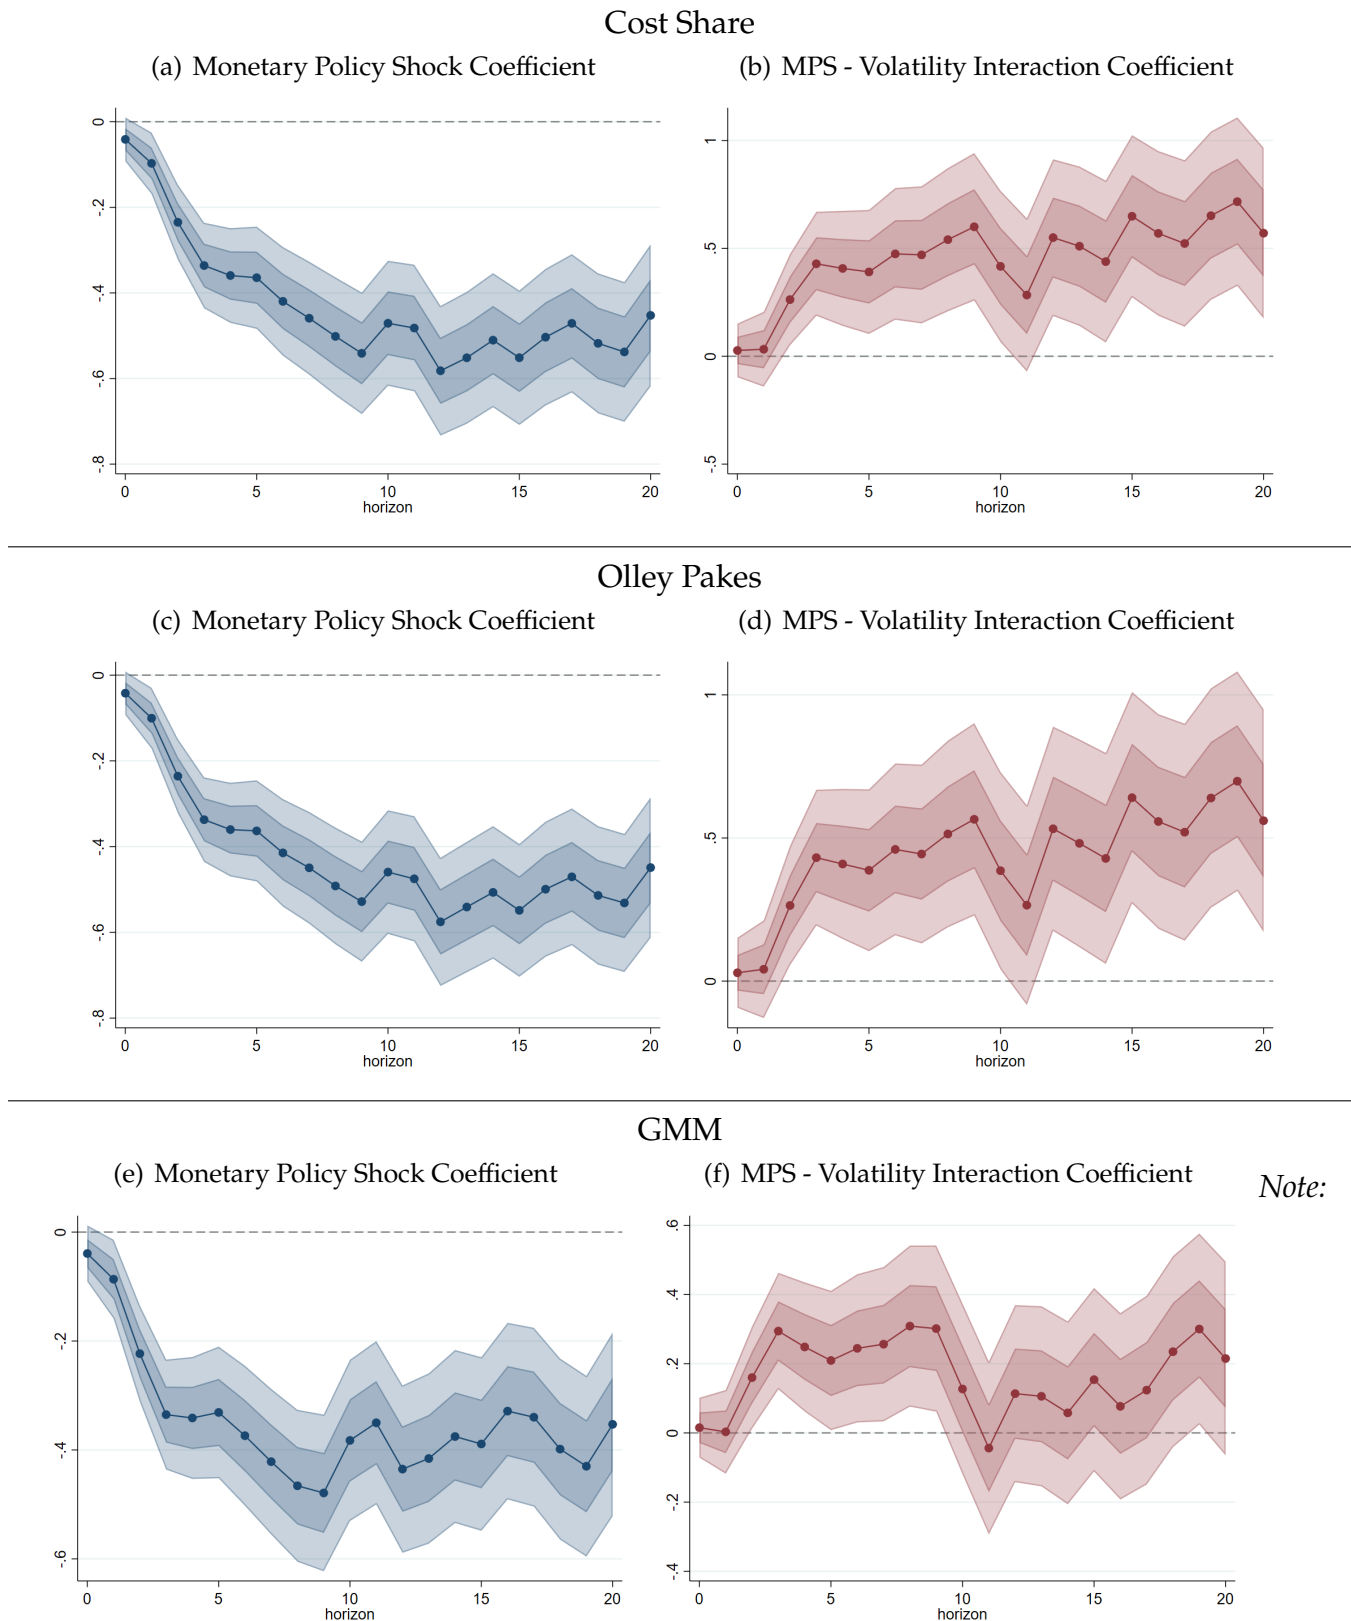 Cost Share
(a) Monetary Policy Shock Coefficient
(b) MPS - Volatility Interaction Coefficient
0
-.2
-.4
-.6
-.8
0 5 10 15 20
horizon
1
.5
0
-.5
0 5 10 15 20
horizon
Olley Pakes
(c) Monetary Policy Shock Coefficient
(d) MPS - Volatility Interaction Coefficient
0
-.2
-.4
-.6
-.8
0 5 10 15 20
horizon
1
.5
0
0 5 10 15 20
horizon
GMM
(e) Monetary Policy Shock Coefficient
(f) MPS - Volatility Interaction Coefficient
Note:
0
-.2
-.4
-.6
0 5 10 15 20
horizon
.6
.4
.2
0
-.2
-.4
0 5 10 15 20
horizon